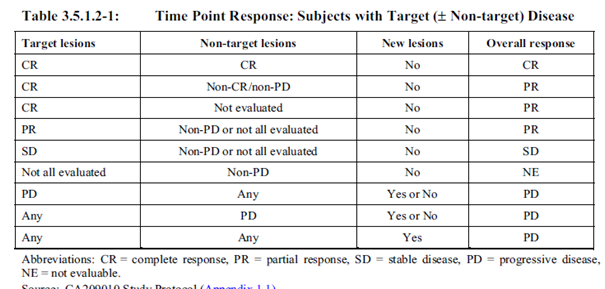 Table 3.5.1.2-1: Time Point Response: Subjects with Target (± Non-target) Disease
Target lesions Non-target lesions New lesions Overall response
CR CR No CR
CR Non-CR/non-PD No PR
CR Not evaluated No PR
PR Non-PD or not all evaluated No PR
SD Non-PD or not all evaluated No SD
Not all evaluated Non-PD No NE
PD Any Yes or No PD
Any PD Yes or No PD
Any Any Yes PD
Abbreviations: CR = complete response, PR = partial response, SD = stable disease, PD = progressive disease,
NE = not evaluable.
Source: CA209010 Study Protocol (Appendix 1.1)